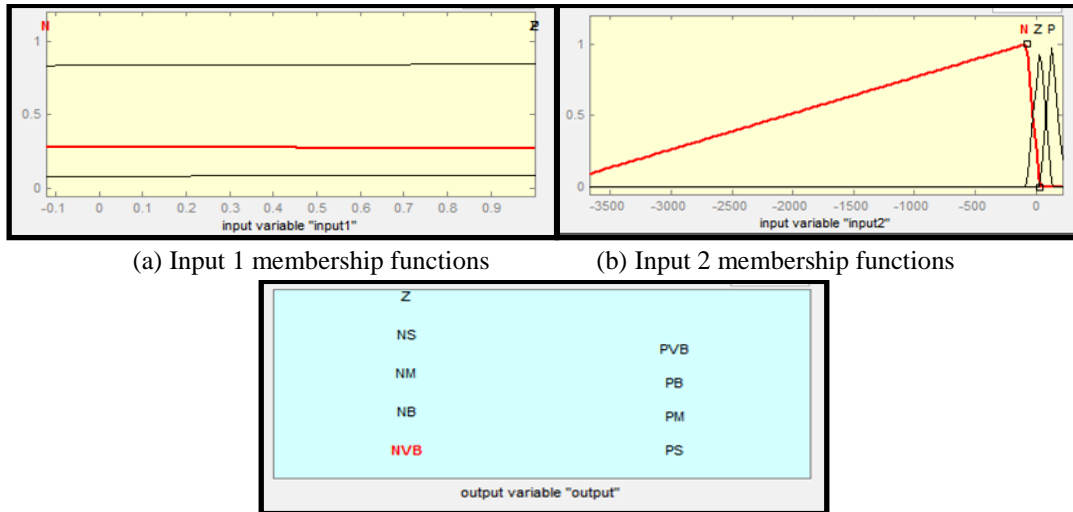 N
Z
1
0.5
0
-0.1 0 0.1 0.2 0.3 0.4 0.5 0.6 0.7 0.8 0.9
input variable "input1"
N Z P
1
0.5
0
-3500 -3000 -2500 -2000 -1500 -1000 -500 0
input variable "input2"
(a) Input 1 membership functions
(b) Input 2 membership functions
Z
NS
NM
NB
NVB
PVB
PB
PM
PS
output variable "output"